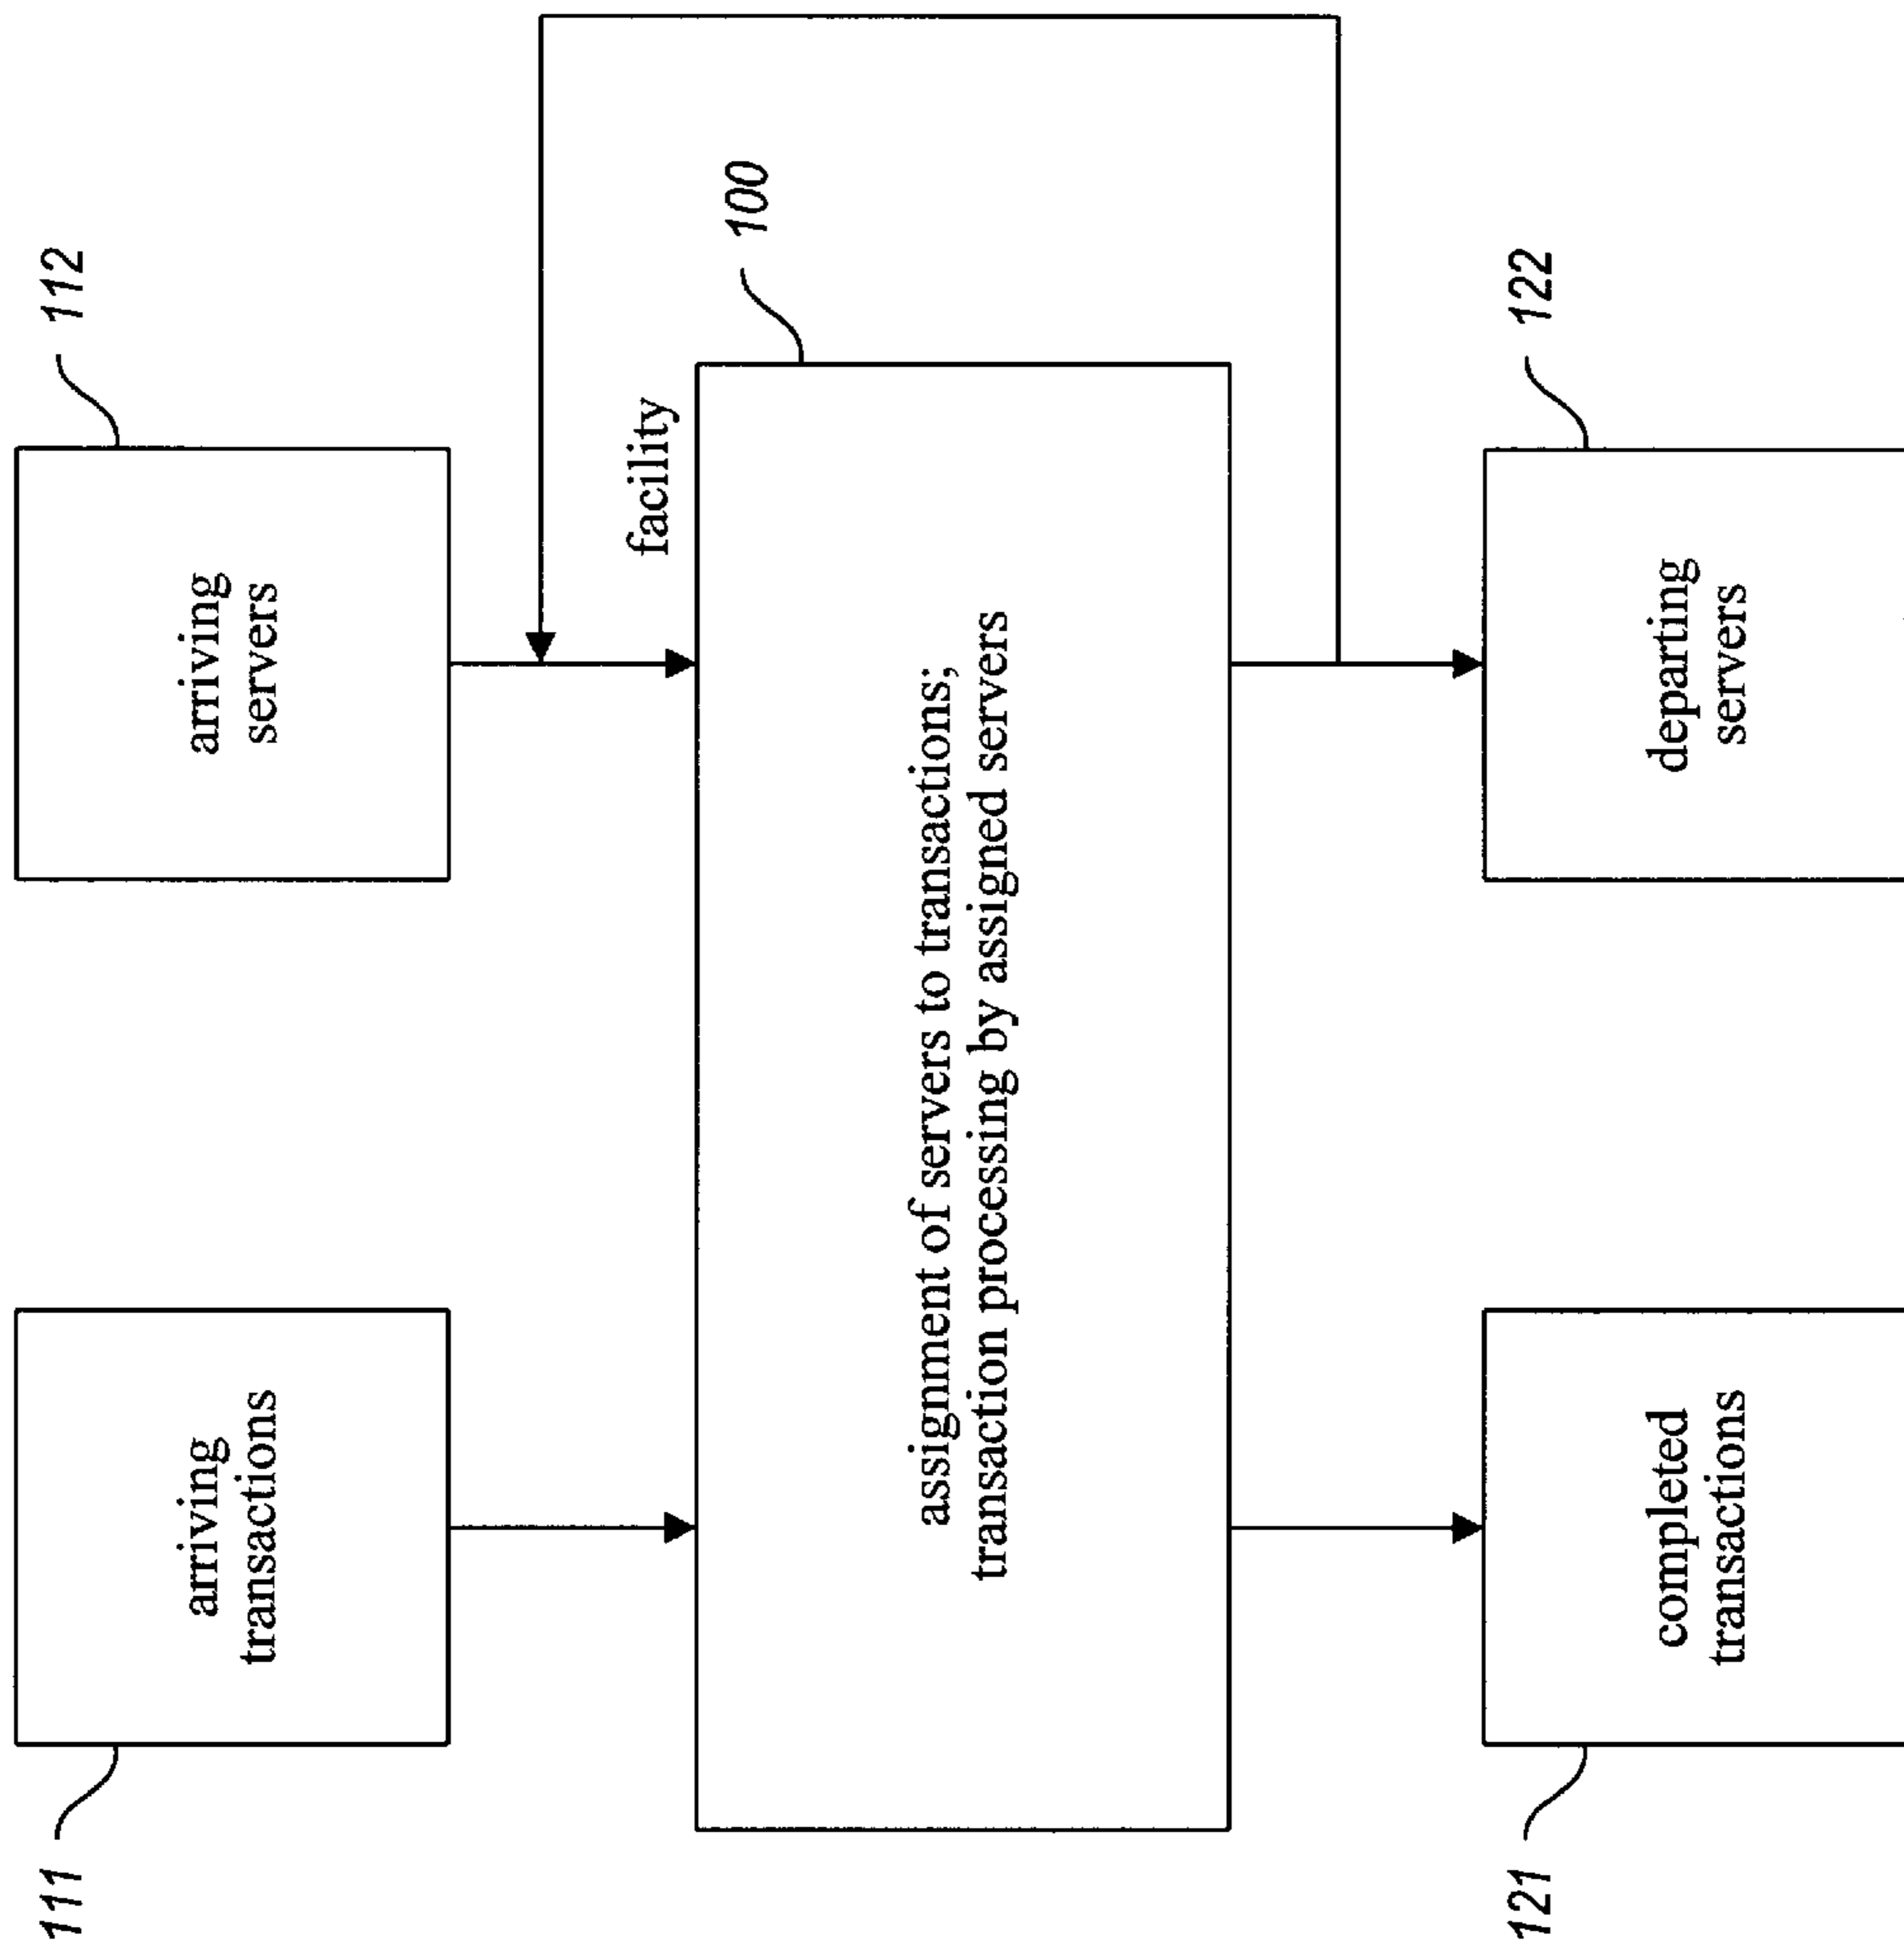 111
arriving
transactions
arriving
servers
112
facility
100
assignment of servers to transactions;
transaction processing by assigned servers
121
completed
transactions
departing
servers
122